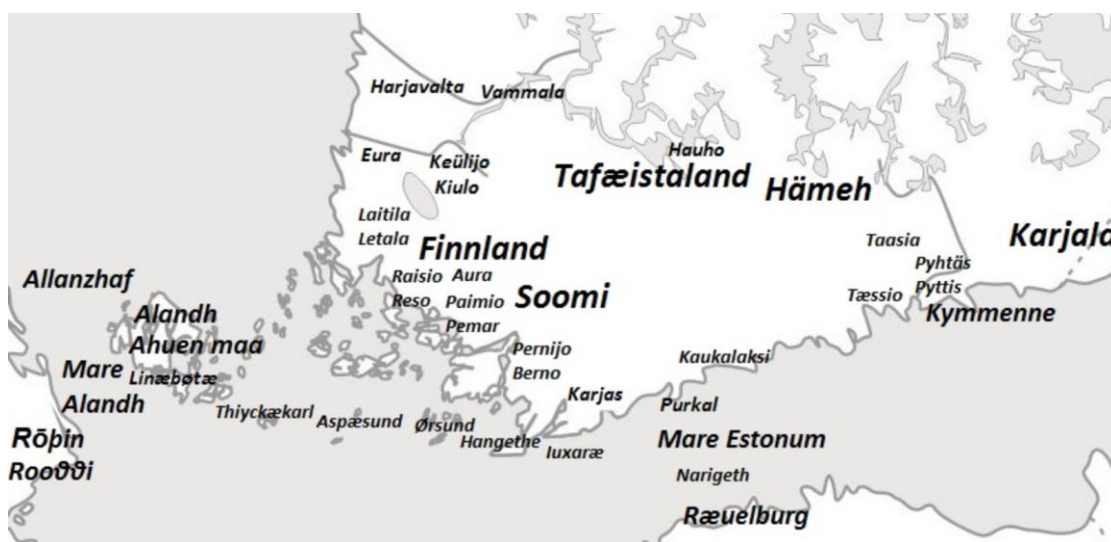 Harjavalta
Vammala
Eura
Keülijo
Kiulo
Hauho
Tafæistaland
Hämeh
Laitila
Letala
Finnland
Taasia
Karjala
Allanzhaf
Raisio
Aura
Pyhtäs
Reso
Paimio
Soomi
Tæssio
Pyttis
Alandh
Pemar
Kymmenne
Ahuen maa
Pernijo
Kaukalaksi
Mare
Linæbøtæ
Berno
Alandh
Karjas
Purkal
Thiyckækarl
Aspæsund
Ørsund
Rōþin
Hangethe
Iuxaræ
Mare Estonum
Rooϑϑi
Narigeth
Ræuelburg